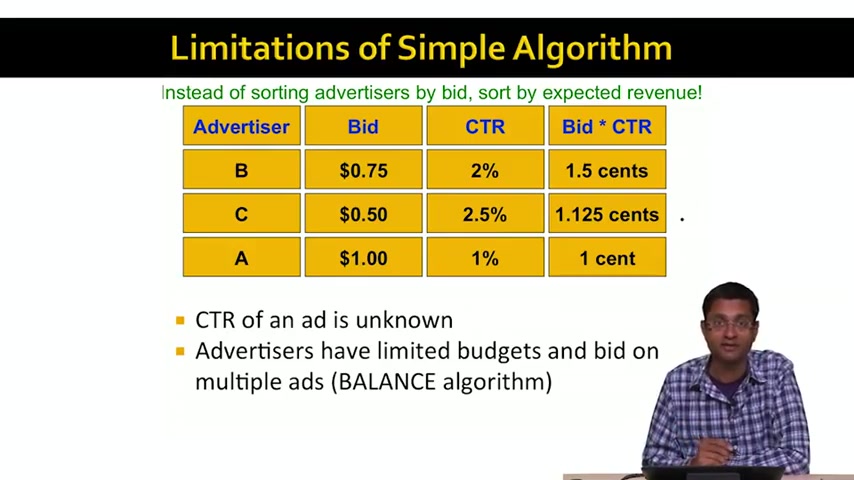 Limitations of Simple Algorithm
Instead of sorting advertisers by bid, sort by expected revenue!
Advertiser Bid CTR Bid * CTR
B $0.75 2% 1.5 cents
C $0.50 2.5% 1.125 cents
A $1.00 1% 1 cent
CTR of an ad is unknown
Advertisers have limited budgets and bid on
multiple ads (BALANCE algorithm)